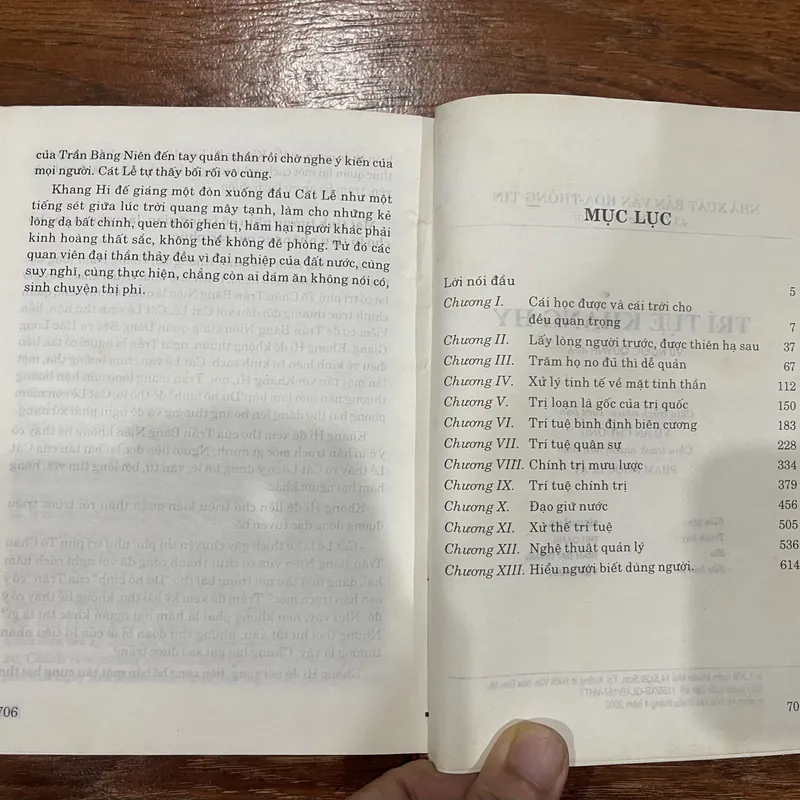 của Trần Bằng Niên đến tay quần thần rồi chờ nghe ý kiến của
mọi người. Cát Lễ tự thấy bối rối vô cùng.
Khang Hi đế giáng một đòn xuống đầu Cát Lễ như một
tiếng sét giữa lúc trời quang mây tạnh, làm cho những kẻ
lòng dạ bất chính, quen thói ghen tị, hãm hại người khác phải
kinh hoàng thất sắc, không thể không đề phòng. Từ đó các
quan viên đại thần thảy đều vì đại nghiệp của đất nước, cùng
suy nghĩ, cùng thực hiện, chẳng còn ai dám ăn không nói có,
sinh chuyện thị phi.
706
MỤC LỤC
Lời nói đầu 5
Chương I. Cái học được và cái trời cho
đều quan trọng 7
Chương II. Lấy lòng người trước, được thiên hạ sau 37
Chương III. Trăm họ no đủ thì dễ quản 67
Chương IV. Xử lý tinh tế về mặt tinh thần 112
Chương V. Trị loạn là gốc của trị quốc 150
Chương VI. Trí tuệ bình định biên cương 183
Chương VII. Trí tuệ quân sự 228
Chương VIII. Chính trị mưu lược 334
Chương IX. Trí tuệ chính trị 379
Chương X. Đạo giữ nước 456
Chương XI. Xử thế trí tuệ 505
Chương XII. Nghệ thuật quản lý 536
Chương XIII. Hiểu người biết dùng người. 614
70